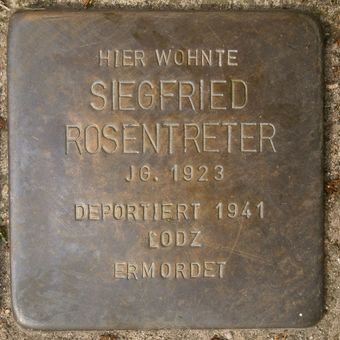 HIER WOHNTE
SIEGFRIED
ROSENTRETER
JG. 1923
DEPORTIERT 1941
LODZ
ERMORDET